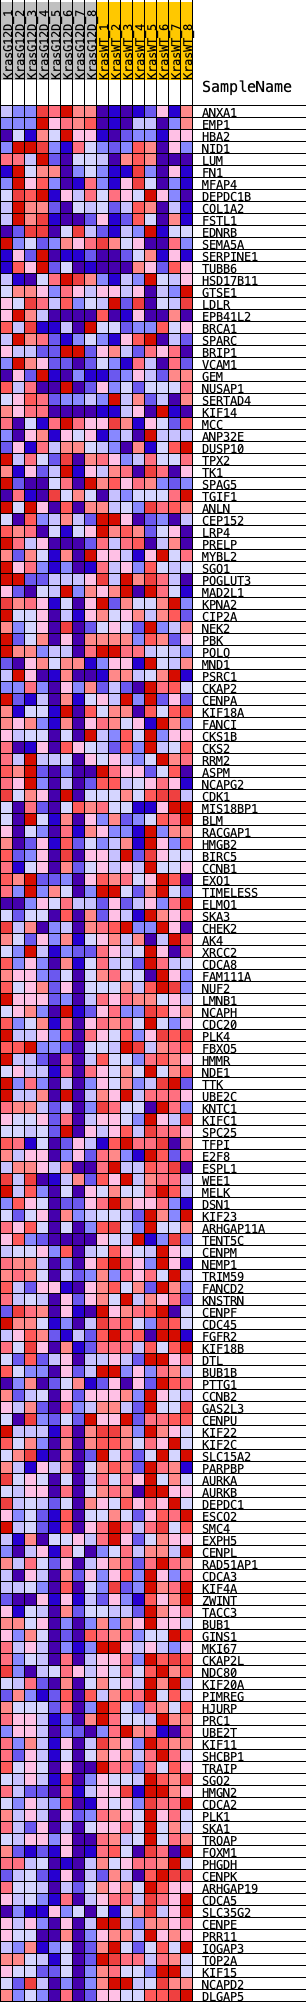 KrasG12D_1
KrasG12D_2
KrasG12D_3
KrasG12D_4
KrasG12D_5
KrasG12D_6
KrasG12D_7
KrasG12D_8
KrasWT_1
KrasWT_2
KrasWT_3
KrasWT_4
KrasWT_5
KrasWT_6
KrasWT_7
KrasWT_8
SampleName
ANXA1
EMP1
HBA2
NID1
LUM
FN1
MFAP4
DEPDC1B
COL1A2
FSTL1
EDNRB
SEMA5A
SERPINE1
TUBB6
HSD17B11
GTSE1
LDLR
EPB41L2
BRCA1
SPARC
BRIP1
VCAM1
GEM
NUSAP1
SERTAD4
KIF14
MCC
ANP32E
DUSP10
TPX2
TK1
SPAG5
TGIF1
ANLN
CEP152
LRP4
PRELP
MYBL2
SGO1
POGLUT3
MAD2L1
KPNA2
CIP2A
NEK2
PBK
POLQ
MND1
PSRC1
CKAP2
CENPA
KIF18A
FANCI
CKS1B
CKS2
RRM2
ASPM
NCAPG2
CDK1
MIS18BP1
BLM
RACGAP1
HMGB2
BIRC5
CCNB1
EXO1
TIMELESS
ELMO1
SKA3
CHEK2
AK4
XRCC2
CDCA8
FAM111A
NUF2
LMNB1
NCAPH
CDC20
PLK4
FBXO5
HMMR
NDE1
TTK
UBE2C
KNTC1
KIFC1
SPC25
TFPI
E2F8
ESPL1
WEE1
MELK
DSN1
KIF23
ARHGAP11A
TENT5C
CENPM
NEMP1
TRIM59
FANCD2
KNSTRN
CENPF
CDC45
FGFR2
KIF18B
DTL
BUB1B
PTTG1
CCNB2
GAS2L3
CENPU
KIF22
KIF2C
SLC15A2
PARPBP
AURKA
AURKB
DEPDC1
ESCO2
SMC4
EXPH5
CENPL
RAD51AP1
CDCA3
KIF4A
ZWINT
TACC3
BUB1
GINS1
MKI67
CKAP2L
NDC80
KIF20A
PIMREG
HJURP
PRC1
UBE2T
KIF11
SHCBP1
TRAIP
SGO2
HMGN2
CDCA2
PLK1
SKA1
TROAP
FOXM1
PHGDH
CENPK
ARHGAP19
CDCA5
SLC35G2
CENPE
PRR11
IQGAP3
TOP2A
KIF15
NCAPD2
DLGAP5